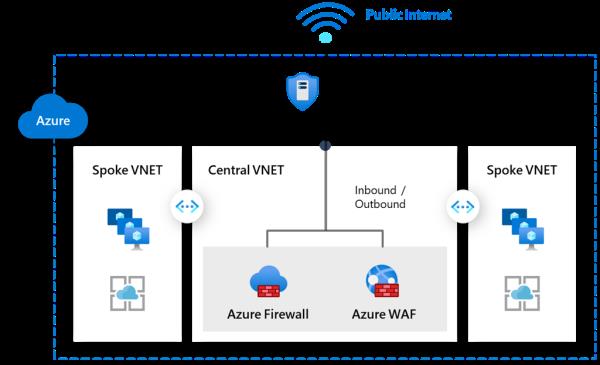 Public Internet
Azure
Spoke VNET
Central VNET
Spoke VNET
Inbound /
Outbound
Azure Firewall
Azure WAF